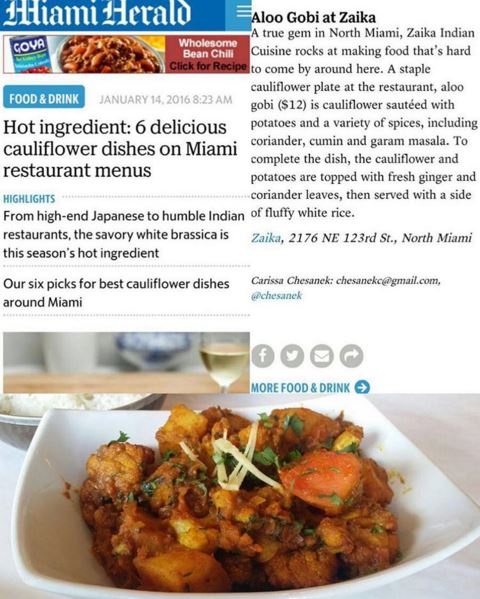 Miami Herald
GOYA
Wholesome
Bean Chili
Click for Recipe
FOOD & DRINK
JANUARY 14, 2016 8:23 AM
Hot ingredient: 6 delicious
cauliflower dishes on Miami
restaurant menus
HIGHLIGHTS
From high-end Japanese to humble Indian
restaurants, the savory white brassica is
this season's hot ingredient
Our six picks for best cauliflower dishes
around Miami
Aloo Gobi at Zaika
A true gem in North Miami, Zaika Indian
Cuisine rocks at making food that's hard
to come by around here. A staple
cauliflower plate at the restaurant, aloo
gobi ($12) is cauliflower sautéed with
potatoes and a variety of spices, including
coriander, cumin and garam masala. To
complete the dish, the cauliflower and
potatoes are topped with fresh ginger and
coriander leaves, then served with a side
of fluffy white rice.
Zaika, 2176 NE 123rd St., North Miami
Carissa Chesanek: chesanekc@gmail.com,
@chesanek
MORE FOOD & DRINK